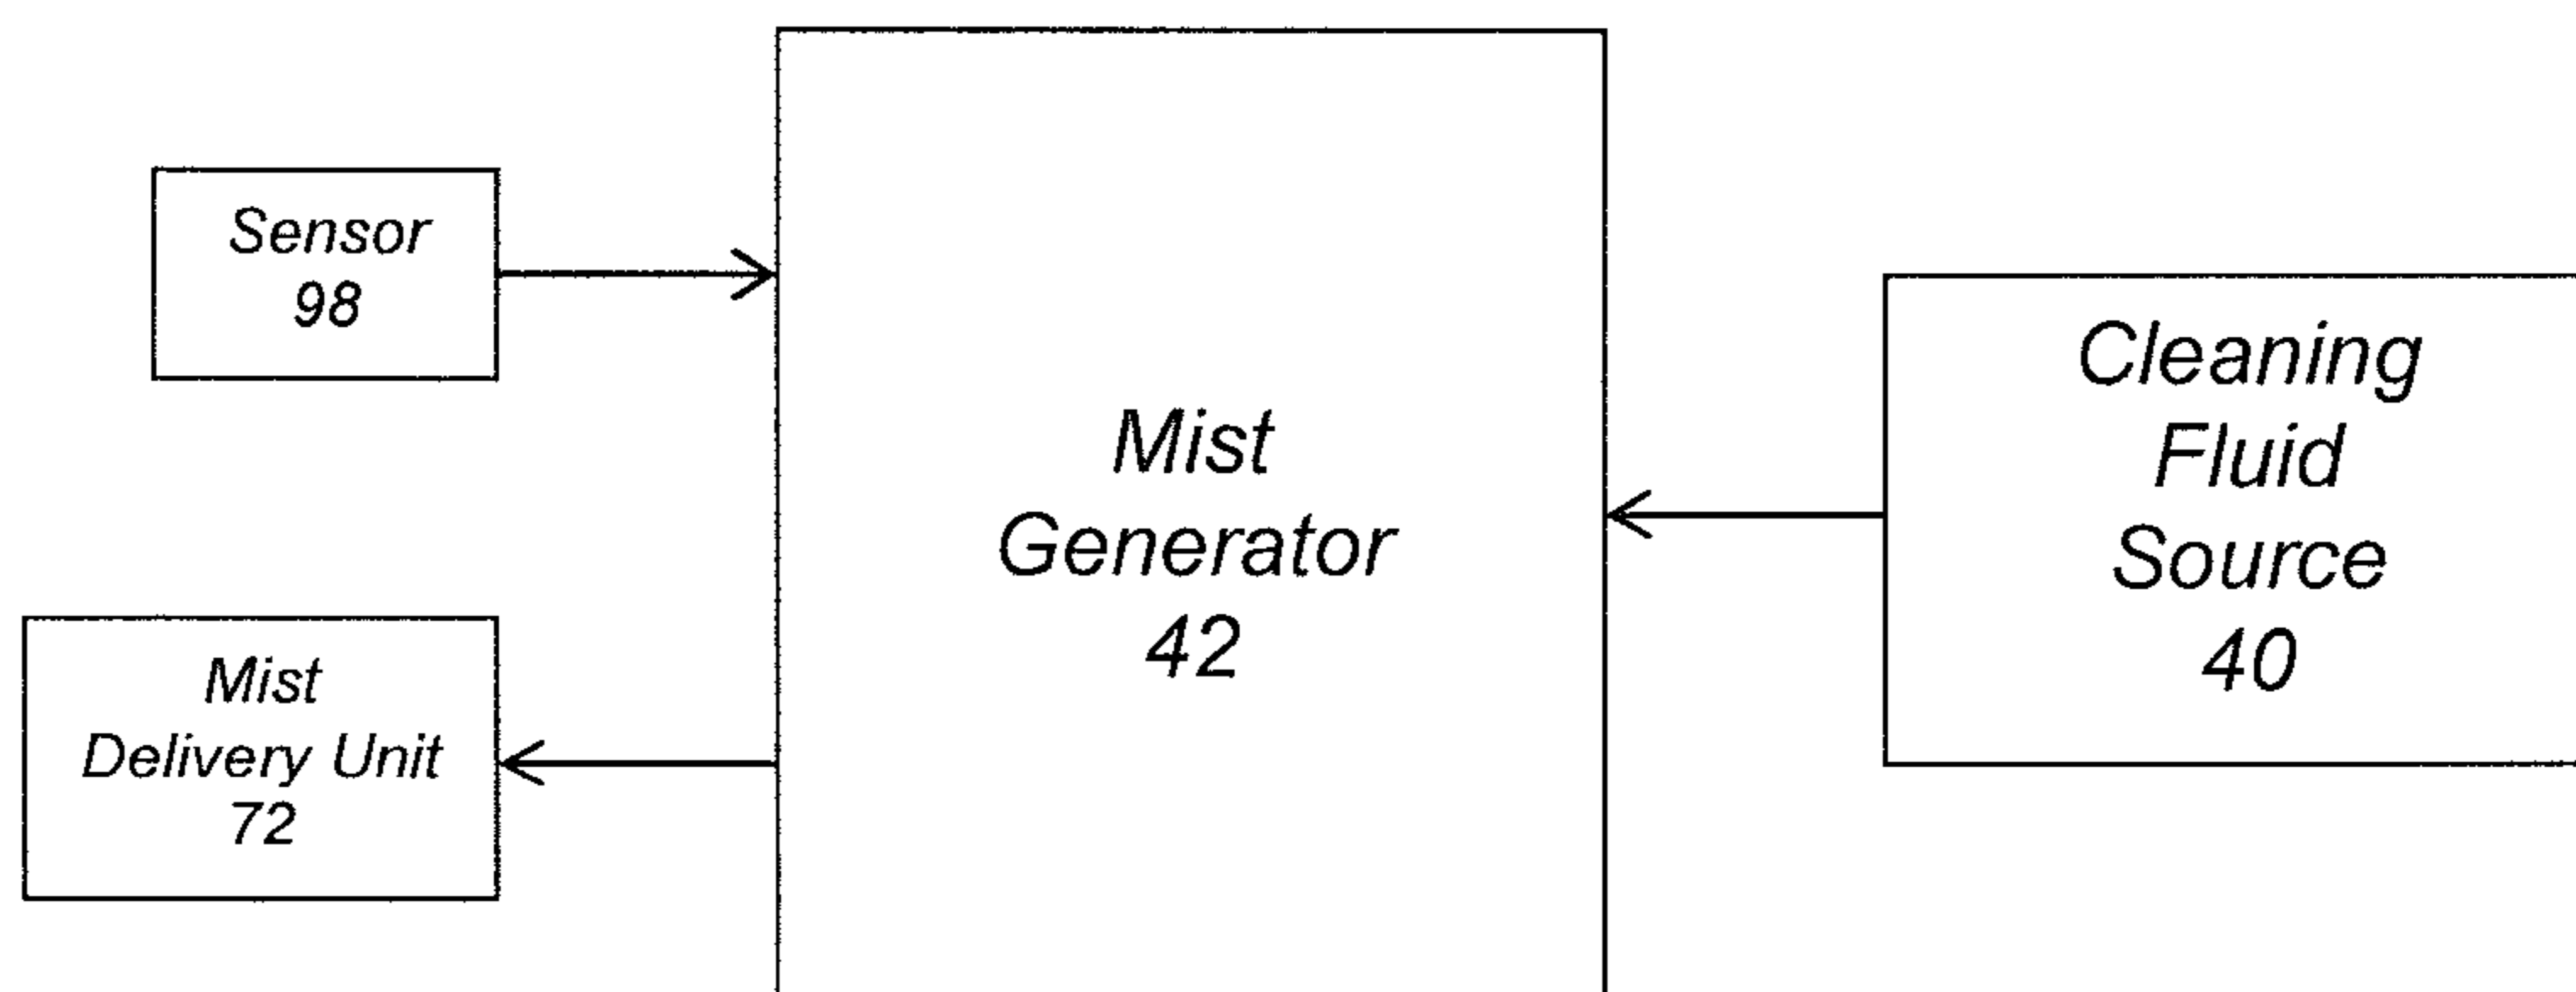 Sensor
98
Mist
Delivery Unit
72
Mist
Generator
42
Cleaning
Fluid
Source
40